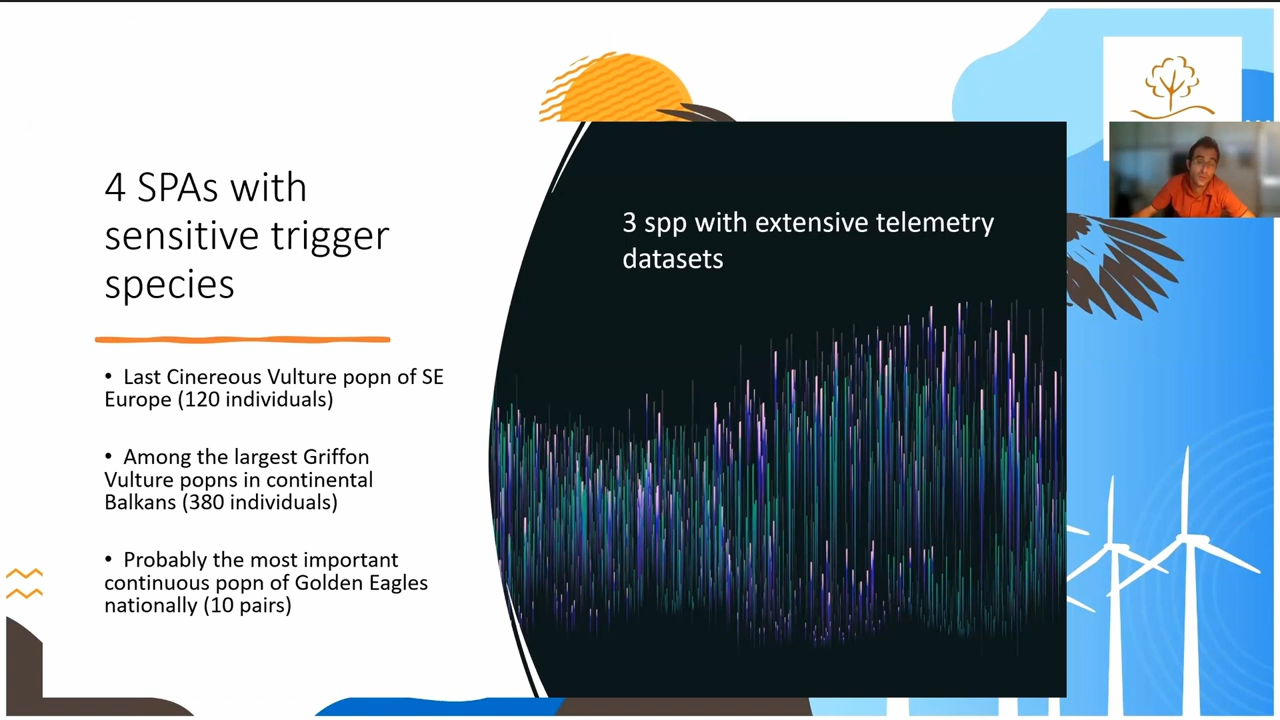 4 SPAs with
sensitive trigger
species
• Last Cinereous Vulture popn of SE
Europe (120 individuals)
• Among the largest Griffon
Vulture popns in continental
Balkans (380 individuals)
• Probably the most important
continuous popn of Golden Eagles
nationally (10 pairs)
3 spp with extensive telemetry
datasets